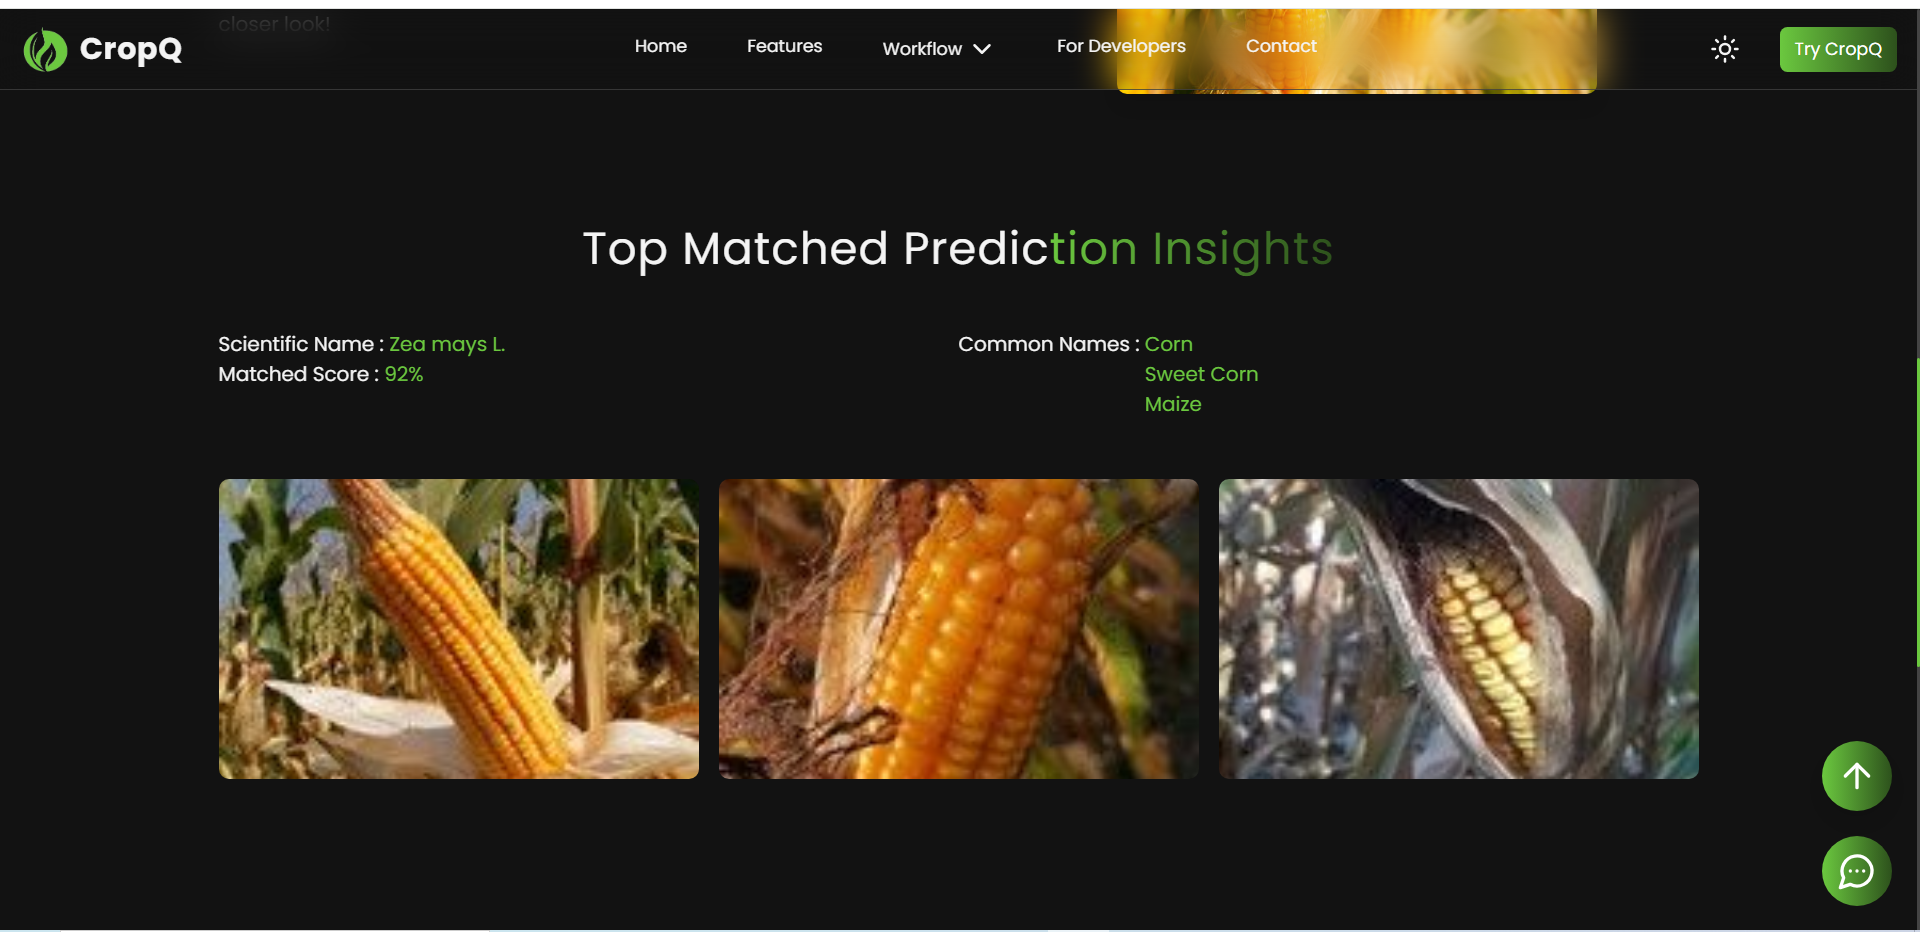 closer look!
CropQ
Home
Features
Workflow
For Developers
Contact
Try CropQ
Top Matched Prediction Insights
Scientific Name : Zea mays L.
Matched Score : 92%
Common Names : Corn
Sweet Corn
Maize